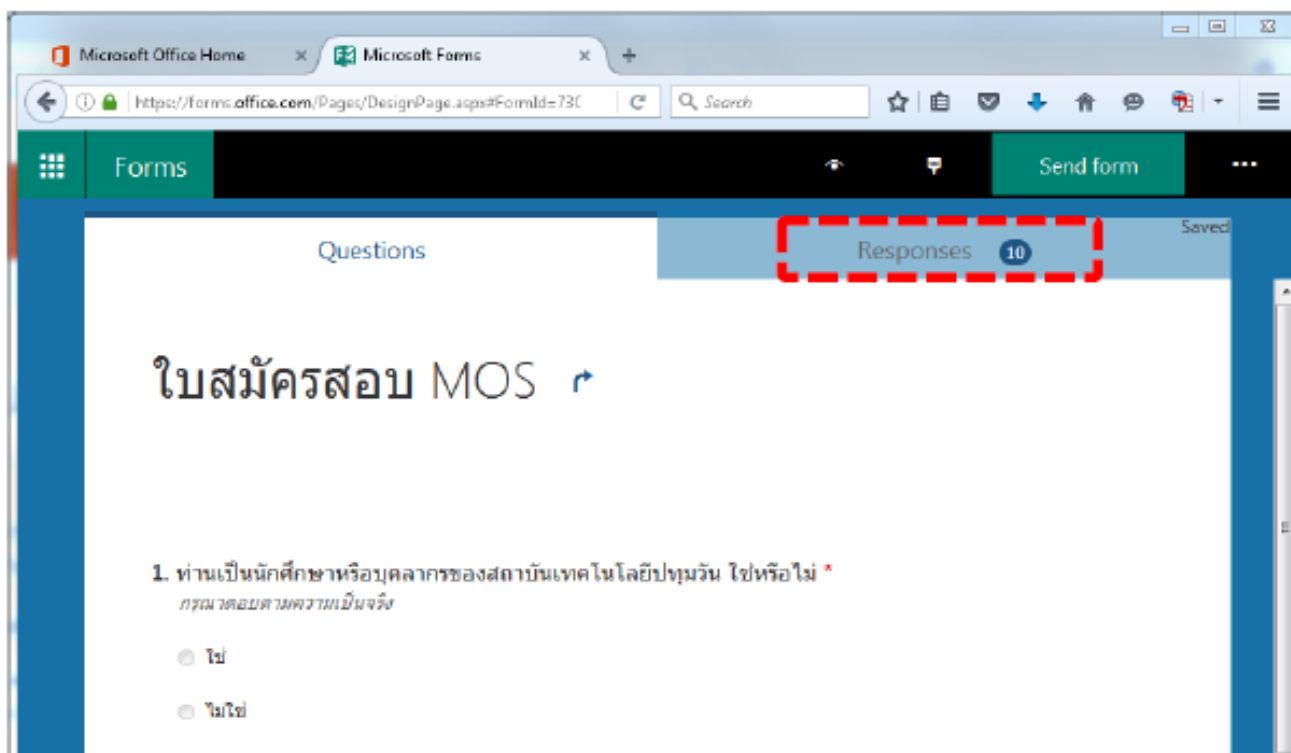 Microsoft Office Home
Microsoft Forms
https://forms.office.com/Pages/DesignPage.aspx#FormId=73C
Search
Forms
Send form
Questions
Responses 10
Saved
ใบสมัครสอบ MOS
1. ท่านเป็นนักศึกษาหรือบุคลากรของสถาบันเทคโนโลยีปทุมวัน ใช่หรือไม่ *
กรุณาตอบตามความเป็นจริง
ใช่
ไม่ใช่